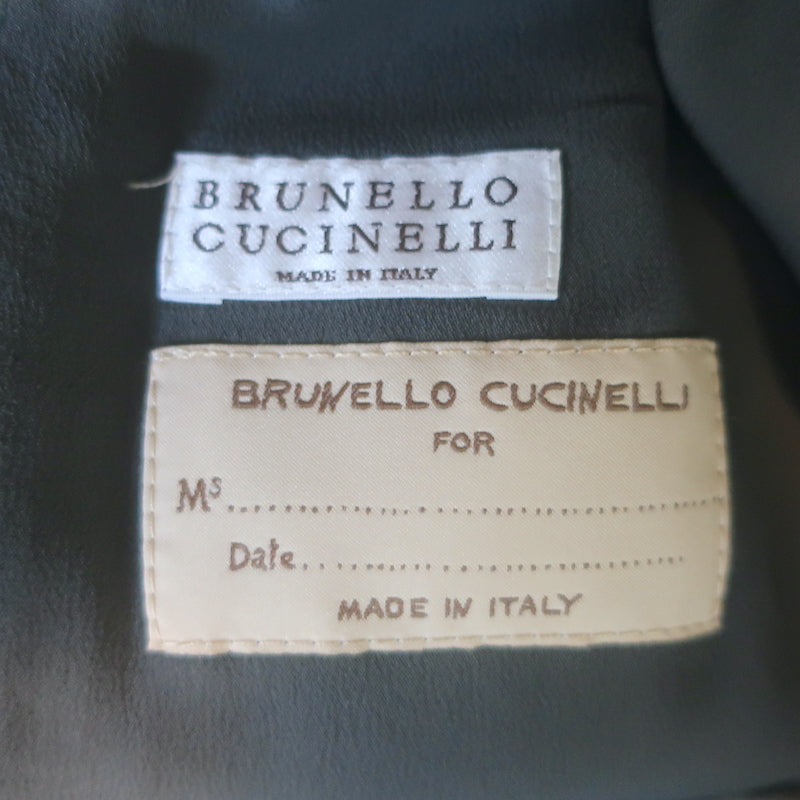 BRUNELLO
CUCINELLI
MADE IN ITALY
BRUNELLO CUCINELLI
FOR
Ms..............................
Date..............................
MADE IN ITALY